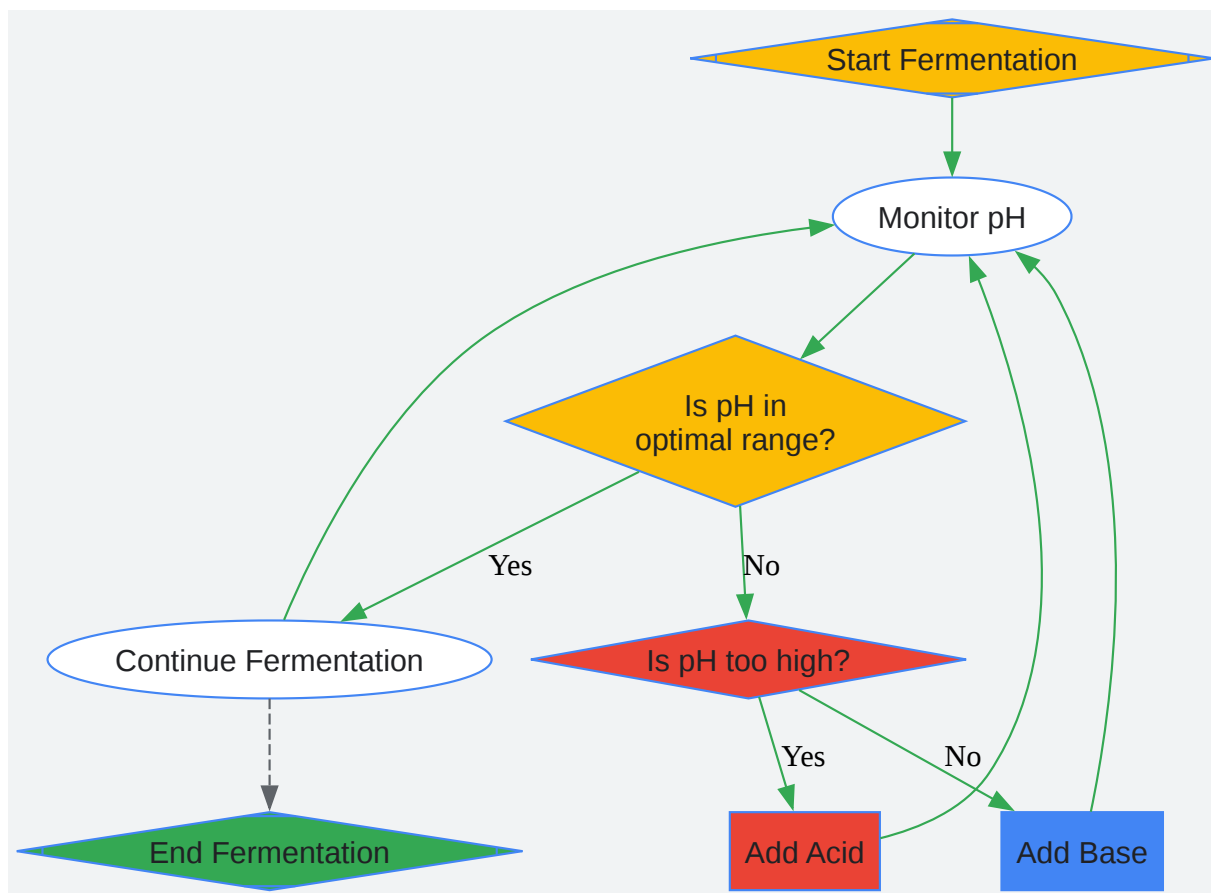 Start Fermentation
Monitor pH
Is pH in
optimal range?
Yes
No
Continue Fermentation
Is pH too high?
Yes
No
End Fermentation
Add Acid
Add Base